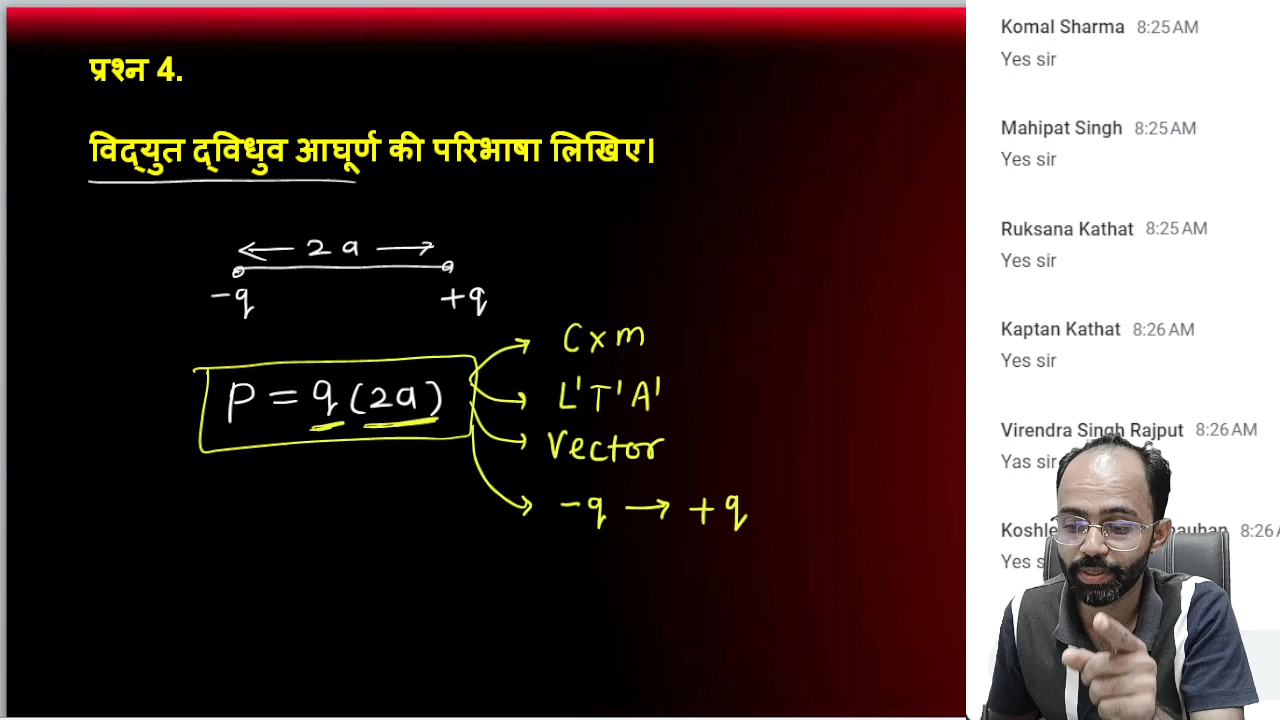 प्रश्न 4.
विद्युत द्विधुव आघूर्ण की परिभाषा लिखिए।
2a
-q +q
P = q (2a)
C x m
L' T' A'
Vector
-q → +q
Komal Sharma 8:25 AM
Yes sir
Mahipat Singh 8:25 AM
Yes sir
Ruksana Kathat 8:25 AM
Yes sir
Kaptan Kathat 8:26 AM
Yes sir
Virendra Singh Rajput 8:26 AM
Yas sir
8:26
Yes